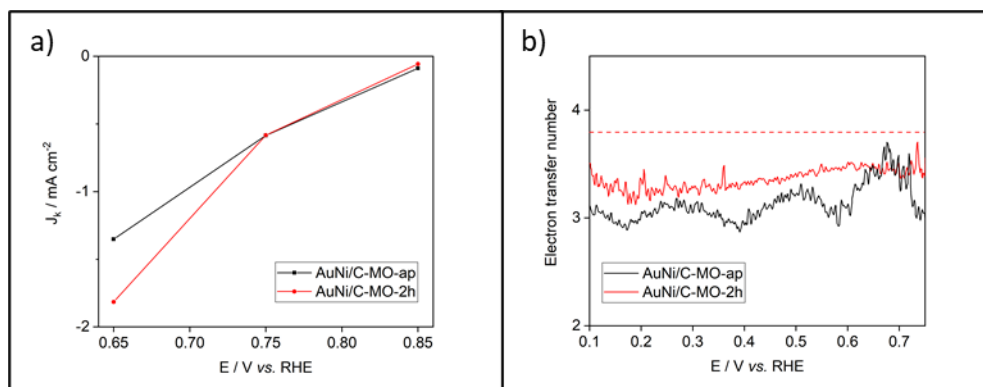 a)
0
-1
-2
J_k / mA cm⁻²
0.65 0.70 0.75 0.80 0.85
E / V vs. RHE
AuNi/C-MO-ap
AuNi/C-MO-2h
b)
4
3
2
Electron transfer number
0.1 0.2 0.3 0.4 0.5 0.6 0.7
E / V vs. RHE
AuNi/C-MO-ap
AuNi/C-MO-2h